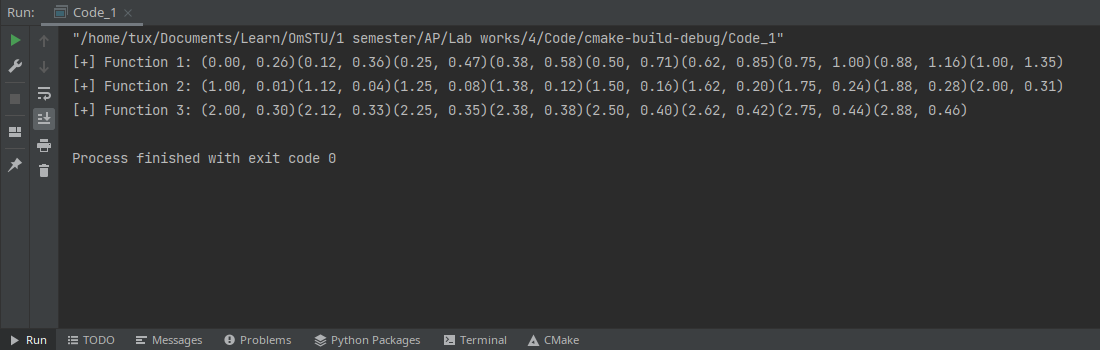 Run: Code_1
"/home/tux/Documents/Learn/OmSTU/1 semester/AP/Lab works/4/Code/cmake-build-debug/Code_1"
[+] Function 1: (0.00, 0.26)(0.12, 0.36)(0.25, 0.47)(0.38, 0.58)(0.50, 0.71)(0.62, 0.85)(0.75, 1.00)(0.88, 1.16)(1.00, 1.35)
[+] Function 2: (1.00, 0.01)(1.12, 0.04)(1.25, 0.08)(1.38, 0.12)(1.50, 0.16)(1.62, 0.20)(1.75, 0.24)(1.88, 0.28)(2.00, 0.31)
[+] Function 3: (2.00, 0.30)(2.12, 0.33)(2.25, 0.35)(2.38, 0.38)(2.50, 0.40)(2.62, 0.42)(2.75, 0.44)(2.88, 0.46)
Process finished with exit code 0
Run TODO Messages Problems Python Packages Terminal CMake